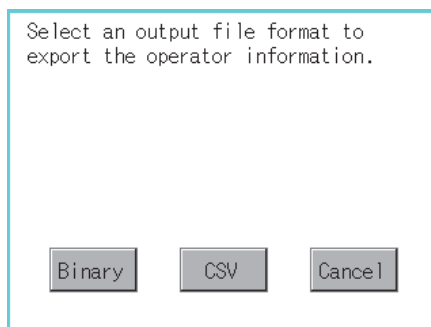 Select an output file format to
export the operator information.
Binary CSV Cancel